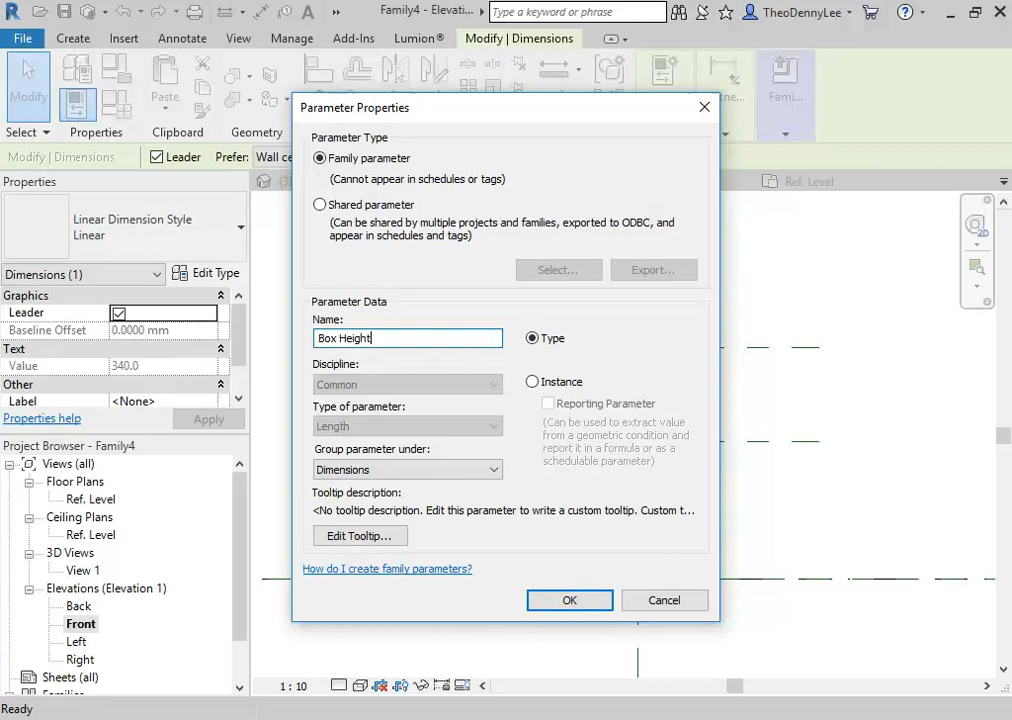 Family4 - Elevati...
Type a keyword or phrase
TheoDennyLee
File Create Insert Annotate View Manage Add-Ins Lumion® Modify | Dimensions
Modify
Paste
ne...
Fami...
Select Properties Clipboard Geometry
Modify | Dimensions Leader Prefer: Wall ce
Properties
Linear Dimension Style
Linear
Dimensions (1) Edit Type
Graphics
Leader
Baseline Offset 0.0000 mm
Text
Value 340.0
Other
Label <None>
Properties help Apply
Project Browser - Family4
Views (all)
Floor Plans
Ref. Level
Ceiling Plans
Ref. Level
3D Views
View 1
Elevations (Elevation 1)
Back
Front
Left
Right
Sheets (all)
Families
Ready
Ref. Level
2D
1 : 10
Parameter Properties
Parameter Type
Family parameter
(Cannot appear in schedules or tags)
Shared parameter
(Can be shared by multiple projects and families, exported to ODBC, and
appear in schedules and tags)
Select... Export...
Parameter Data
Name:
Box Height
Type
Discipline:
Common
Instance
Reporting Parameter
Type of parameter:
Length
(Can be used to extract value
from a geometric condition and
report it in a formula or as a
schedulable parameter)
Group parameter under:
Dimensions
Tooltip description:
<No tooltip description. Edit this parameter to write a custom tooltip. Custom t...
Edit Tooltip...
How do I create family parameters?
OK Cancel